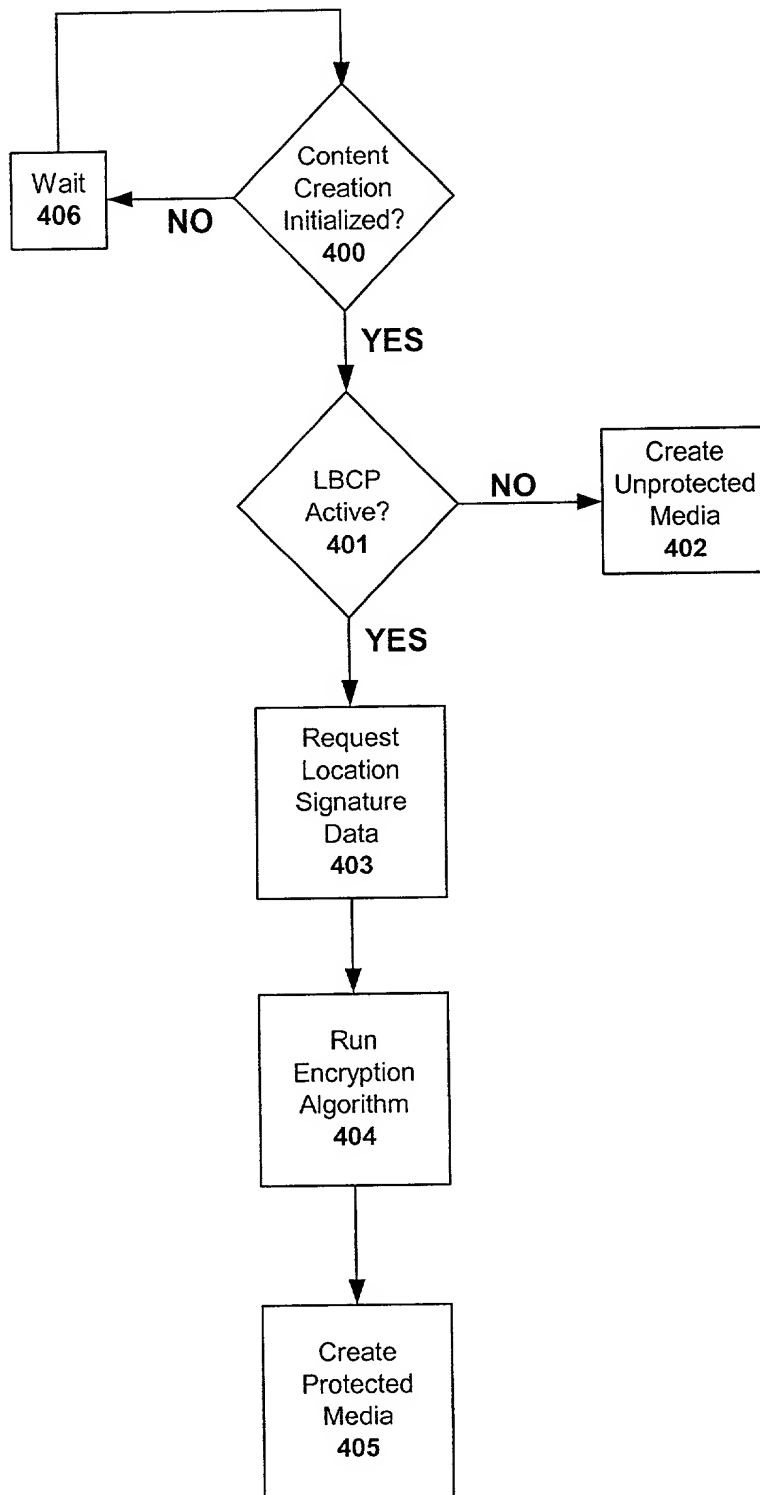 Content
Creation
Initialized?
400
Wait
406
NO
YES
LBCP
Active?
401
NO
Create
Unprotected
Media
402
YES
Request
Location
Signature
Data
403
Run
Encryption
Algorithm
404
Create
Protected
Media
405